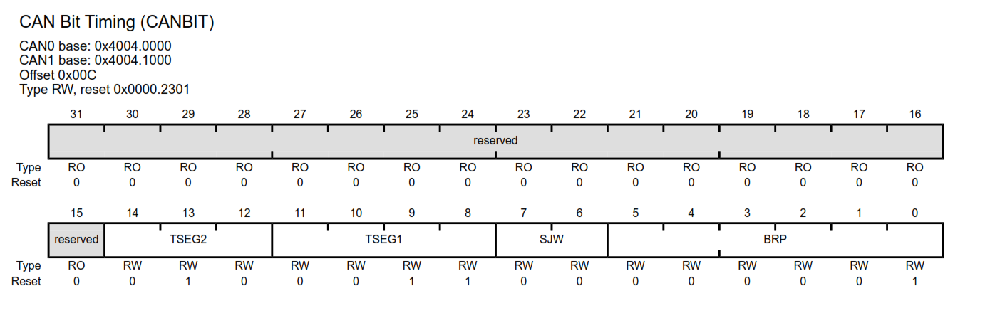 CAN Bit Timing (CANBIT)
CAN0 base: 0x4004.0000
CAN1 base: 0x4004.1000
Offset 0x00C
Type RW, reset 0x0000.2301
31 30 29 28 27 26 25 24 23 22 21 20 19 18 17 16
reserved
Type RO RO RO RO RO RO RO RO RO RO RO RO RO RO RO RO
Reset 0 0 0 0 0 0 0 0 0 0 0 0 0 0 0 0
15 14 13 12 11 10 9 8 7 6 5 4 3 2 1 0
reserved TSEG2 TSEG1 SJW BRP
Type RO RW RW RW RW RW RW RW RW RW RW RW RW RW RW RW
Reset 0 0 1 0 0 0 1 1 0 0 0 0 0 0 0 1